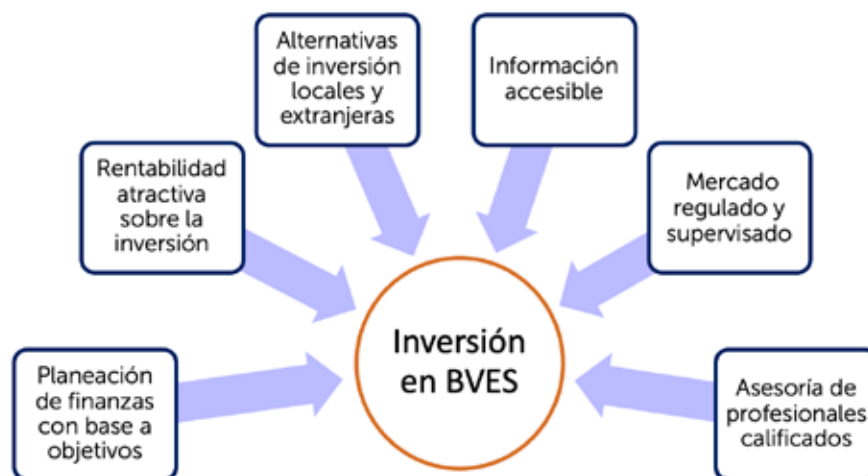 Alternativas
de inversión
locales y
extranjeras
Información
accesible
Rentabilidad
atractiva
sobre la
inversión
Mercado
regulado y
supervisado
Planeación
de finanzas
con base a
objetivos
Inversión
en BVES
Asesoría de
profesionales
calificados